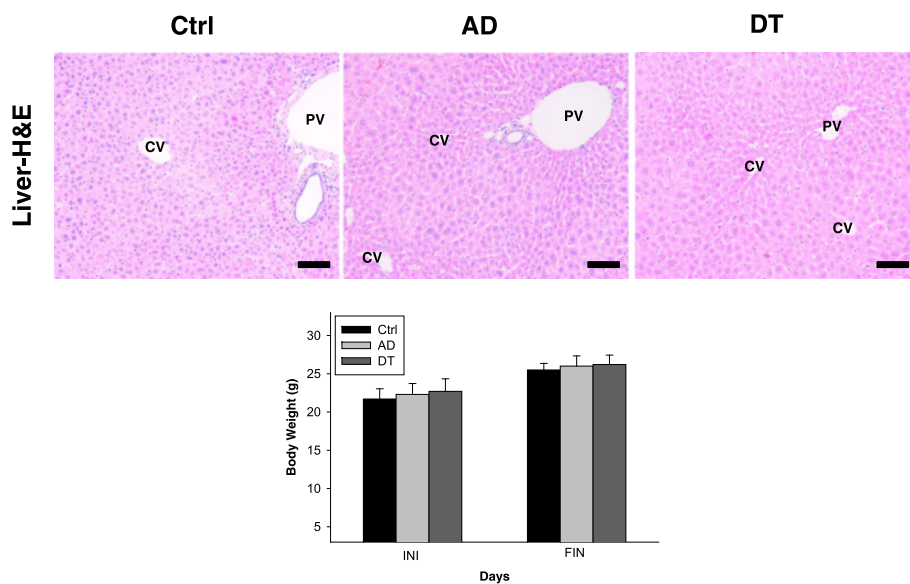 Ctrl AD DT
Liver-H&E
CV PV CV PV CV PV
CV CV
30
25
20
15
10
5
Body Weight (g)
Ctrl
AD
DT
INI FIN
Days